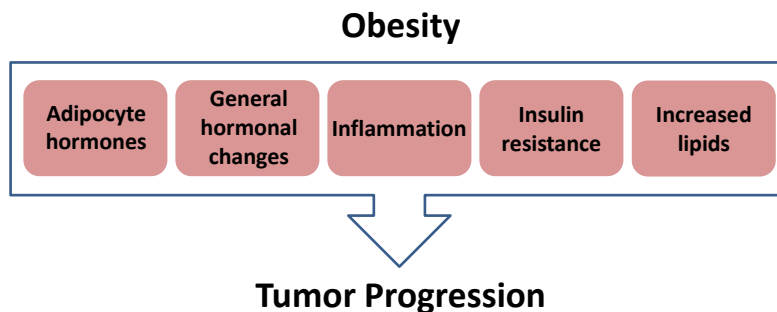 Obesity
Adipocyte
hormones
General
hormonal
changes
Inflammation
Insulin
resistance
Increased
lipids
Tumor Progression